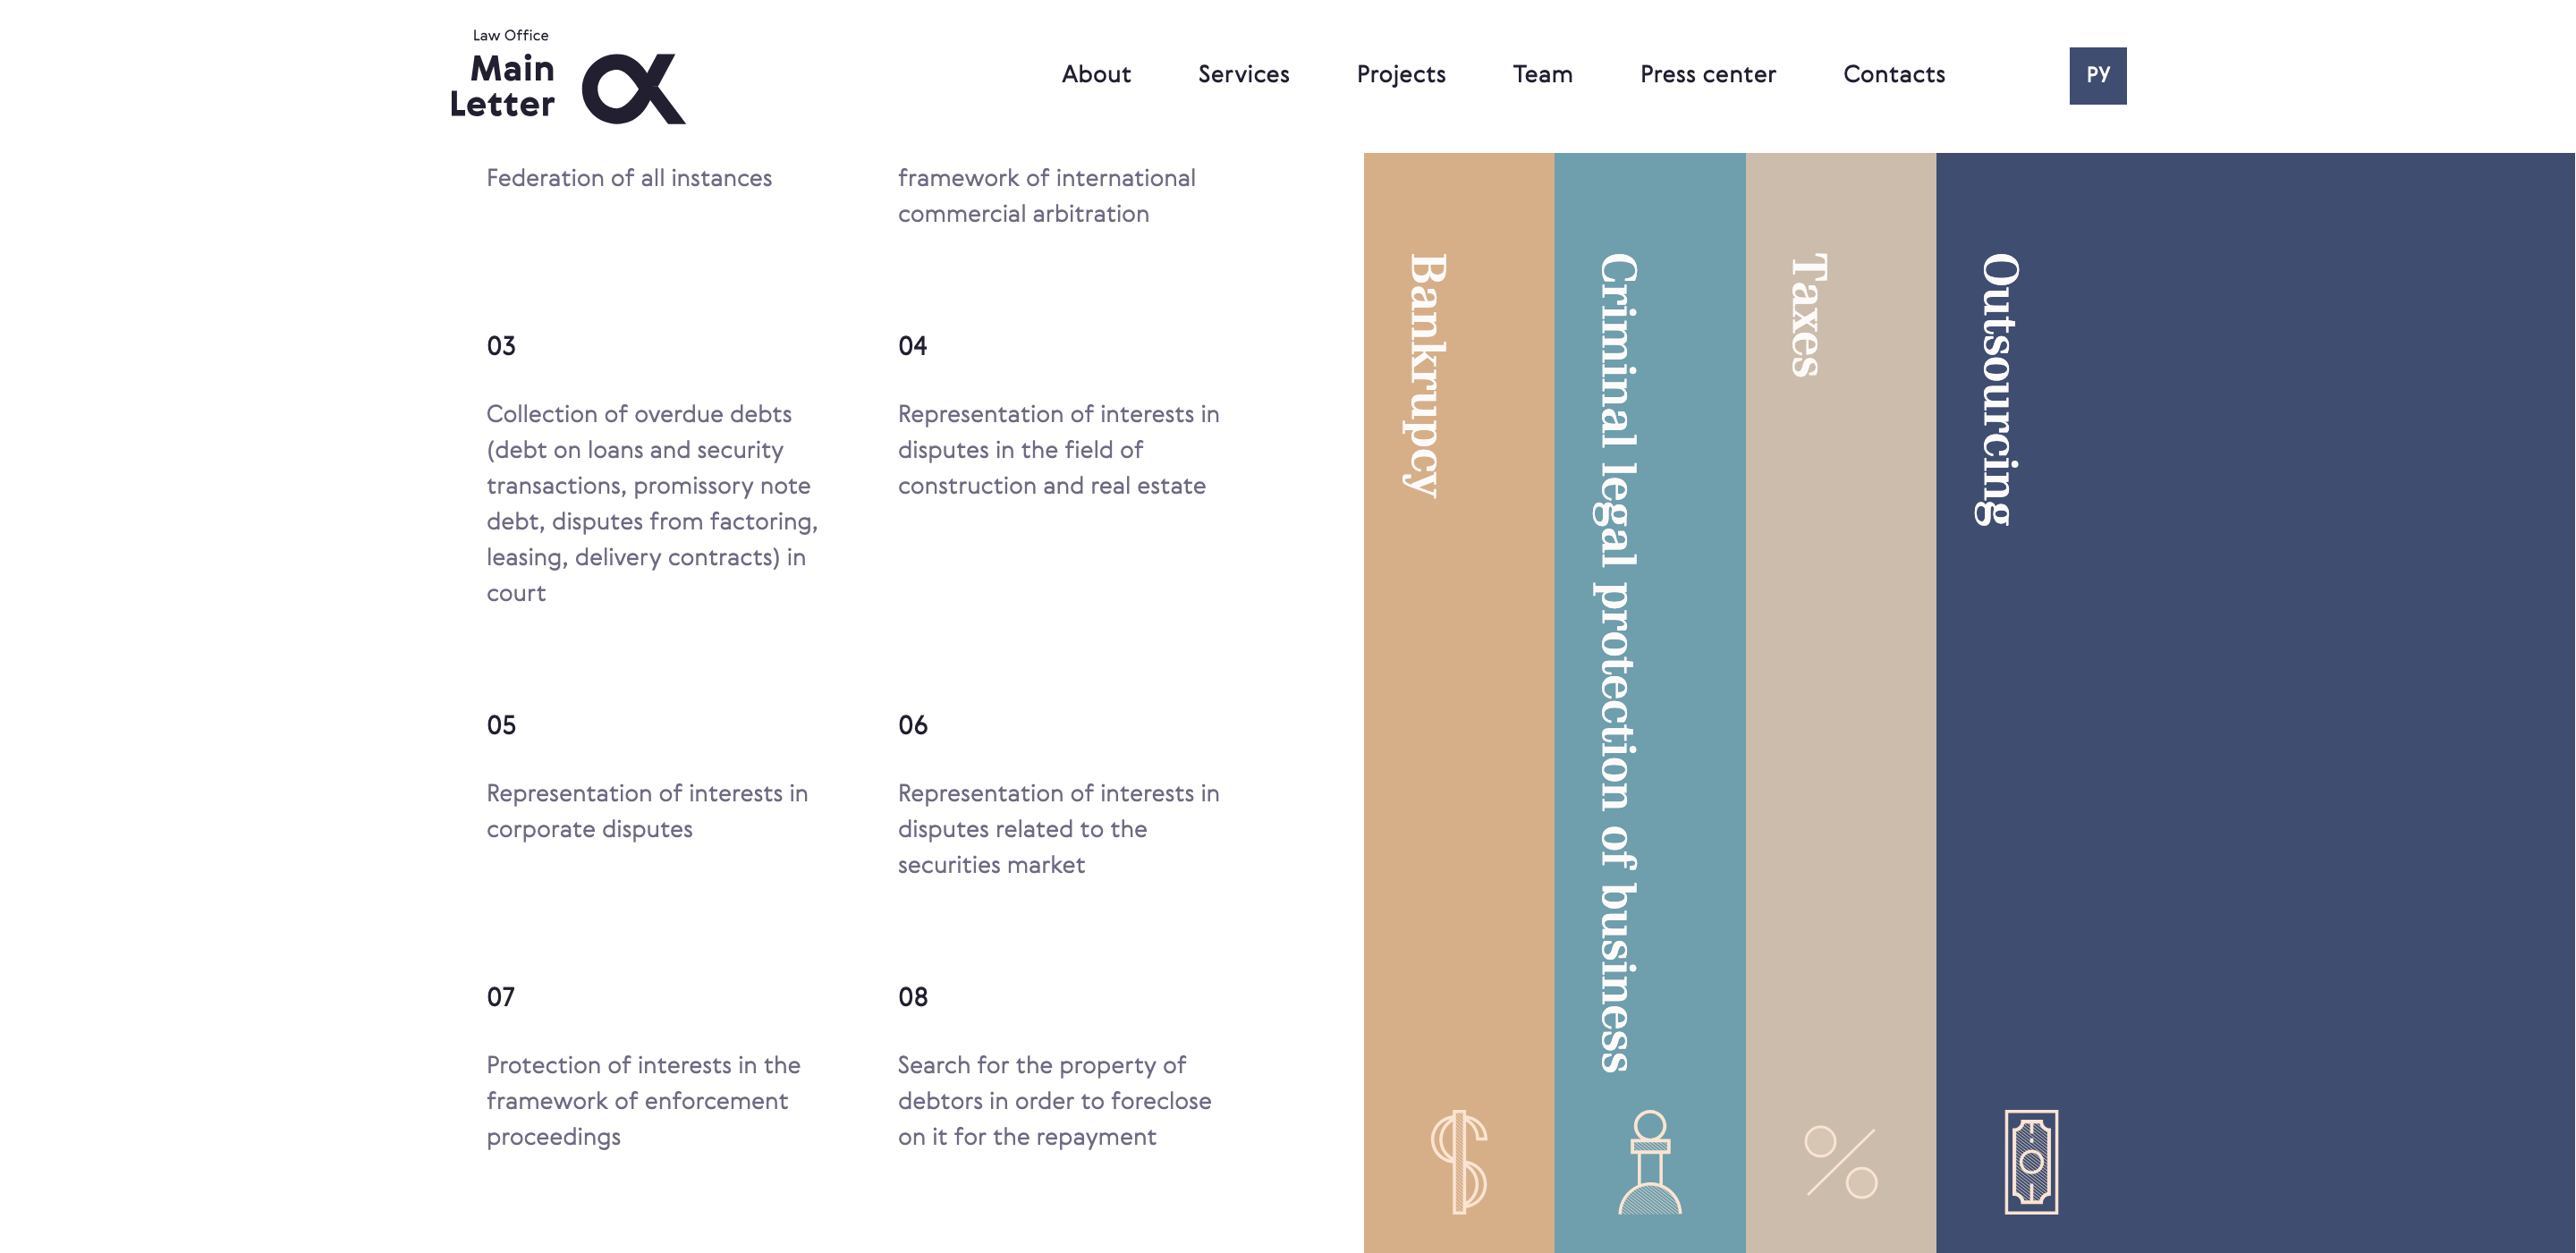 Law Office
Main
Letter
About
Services
Projects
Team
Press center
Contacts
РУ
Federation of all instances
framework of international
commercial arbitration
03
Collection of overdue debts
(debt on loans and security
transactions, promissory note
debt, disputes from factoring,
leasing, delivery contracts) in
court
04
Representation of interests in
disputes in the field of
construction and real estate
05
Representation of interests in
corporate disputes
06
Representation of interests in
disputes related to the
securities market
07
Protection of interests in the
framework of enforcement
proceedings
08
Search for the property of
debtors in order to foreclose
on it for the repayment
Bankrupcy
Criminal legal protection of business
Taxes
Outsourcing